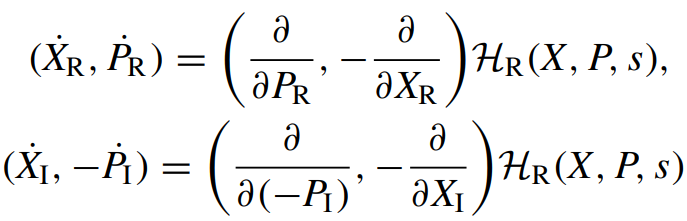 (Ẋ_R, Ṗ_R) = (∂/∂P_R, −∂/∂X_R) ℋ_R(X, P, s),
(Ẋ_I, −Ṗ_I) = (∂/∂(−P_I), −∂/∂X_I) ℋ_R(X, P, s)